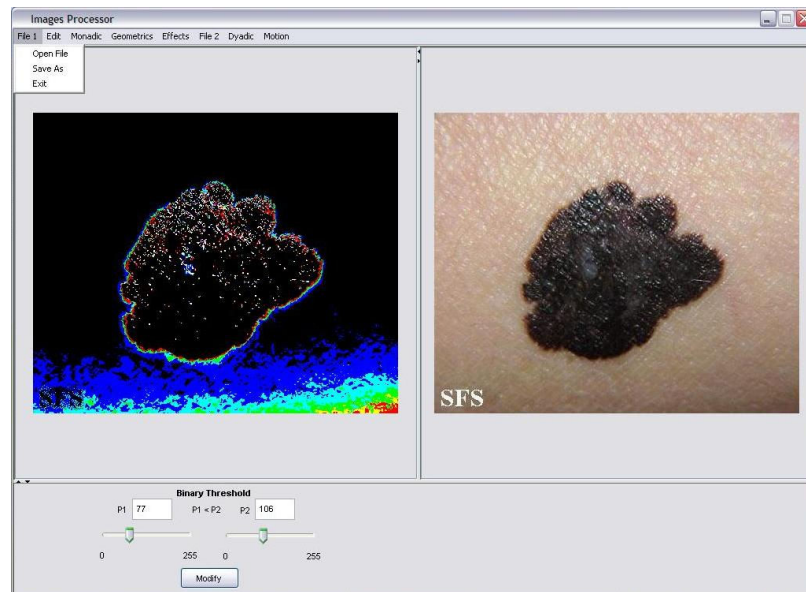 Images Processor
File 1 Edit Monadic Geometrics Effects File 2 Dyadic Motion
Open File
Save As
Exit
SFS
SFS
Binary Threshold
P1 77 P1 < P2 P2 106
0 255 0 255
Modify